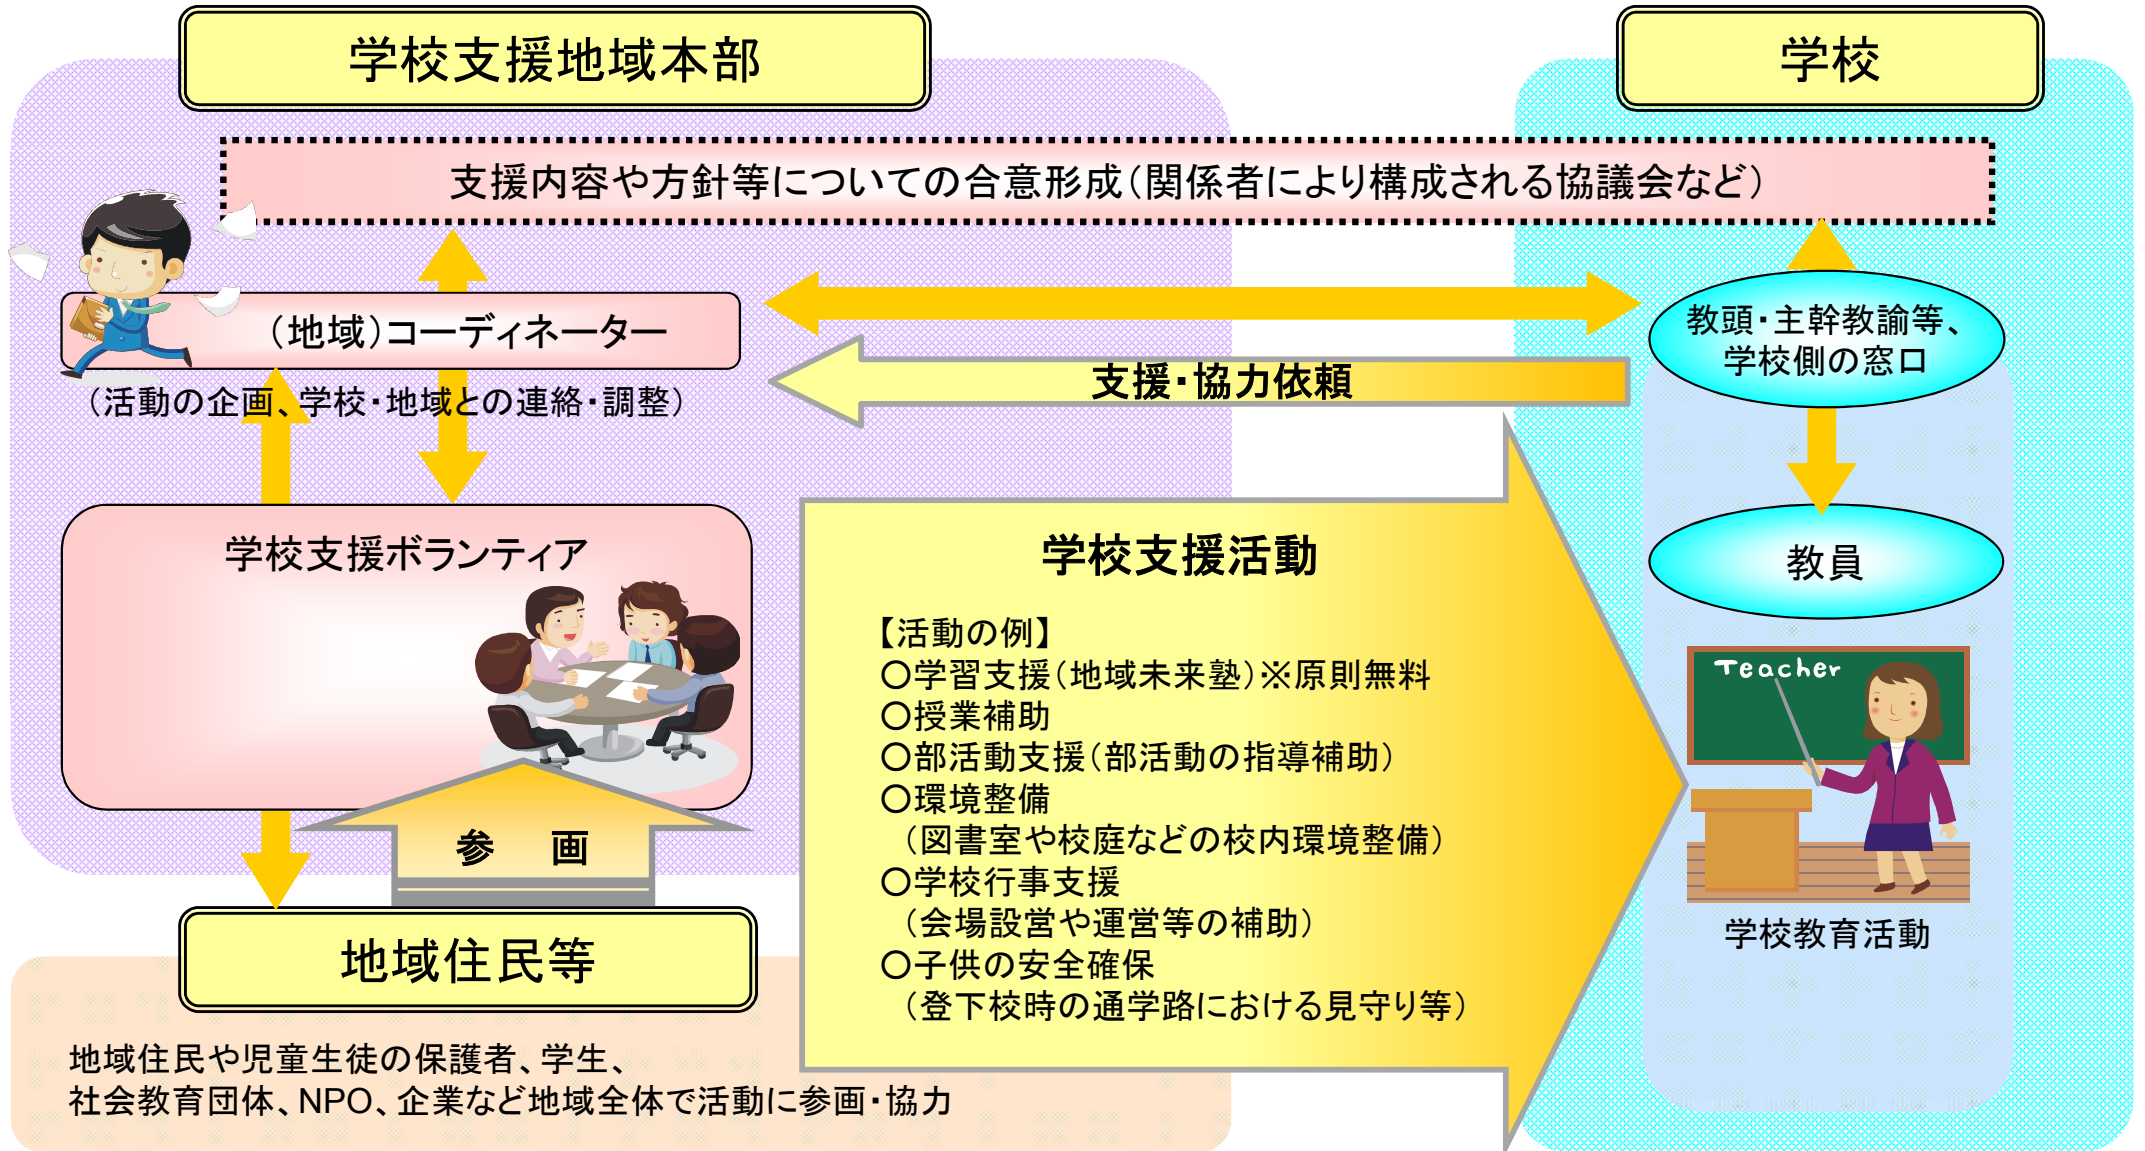 学校支援地域本部
学校
支援内容や方針等についての合意形成（関係者により構成される協議会など）
（地域）コーディネーター
（活動の企画、学校・地域との連絡・調整）
教頭・主幹教諭等、
学校側の窓口
支援・協力依頼
学校支援ボランティア
学校支援活動
【活動の例】
○学習支援（地域未来塾）※原則無料
○授業補助
○部活動支援（部活動の指導補助）
○環境整備
（図書室や校庭などの校内環境整備）
○学校行事支援
（会場設営や運営等の補助）
○子供の安全確保
（登下校時の通学路における見守り等）
教員
Teacher
学校教育活動
参　画
地域住民等
地域住民や児童生徒の保護者、学生、
社会教育団体、NPO、企業など地域全体で活動に参画・協力